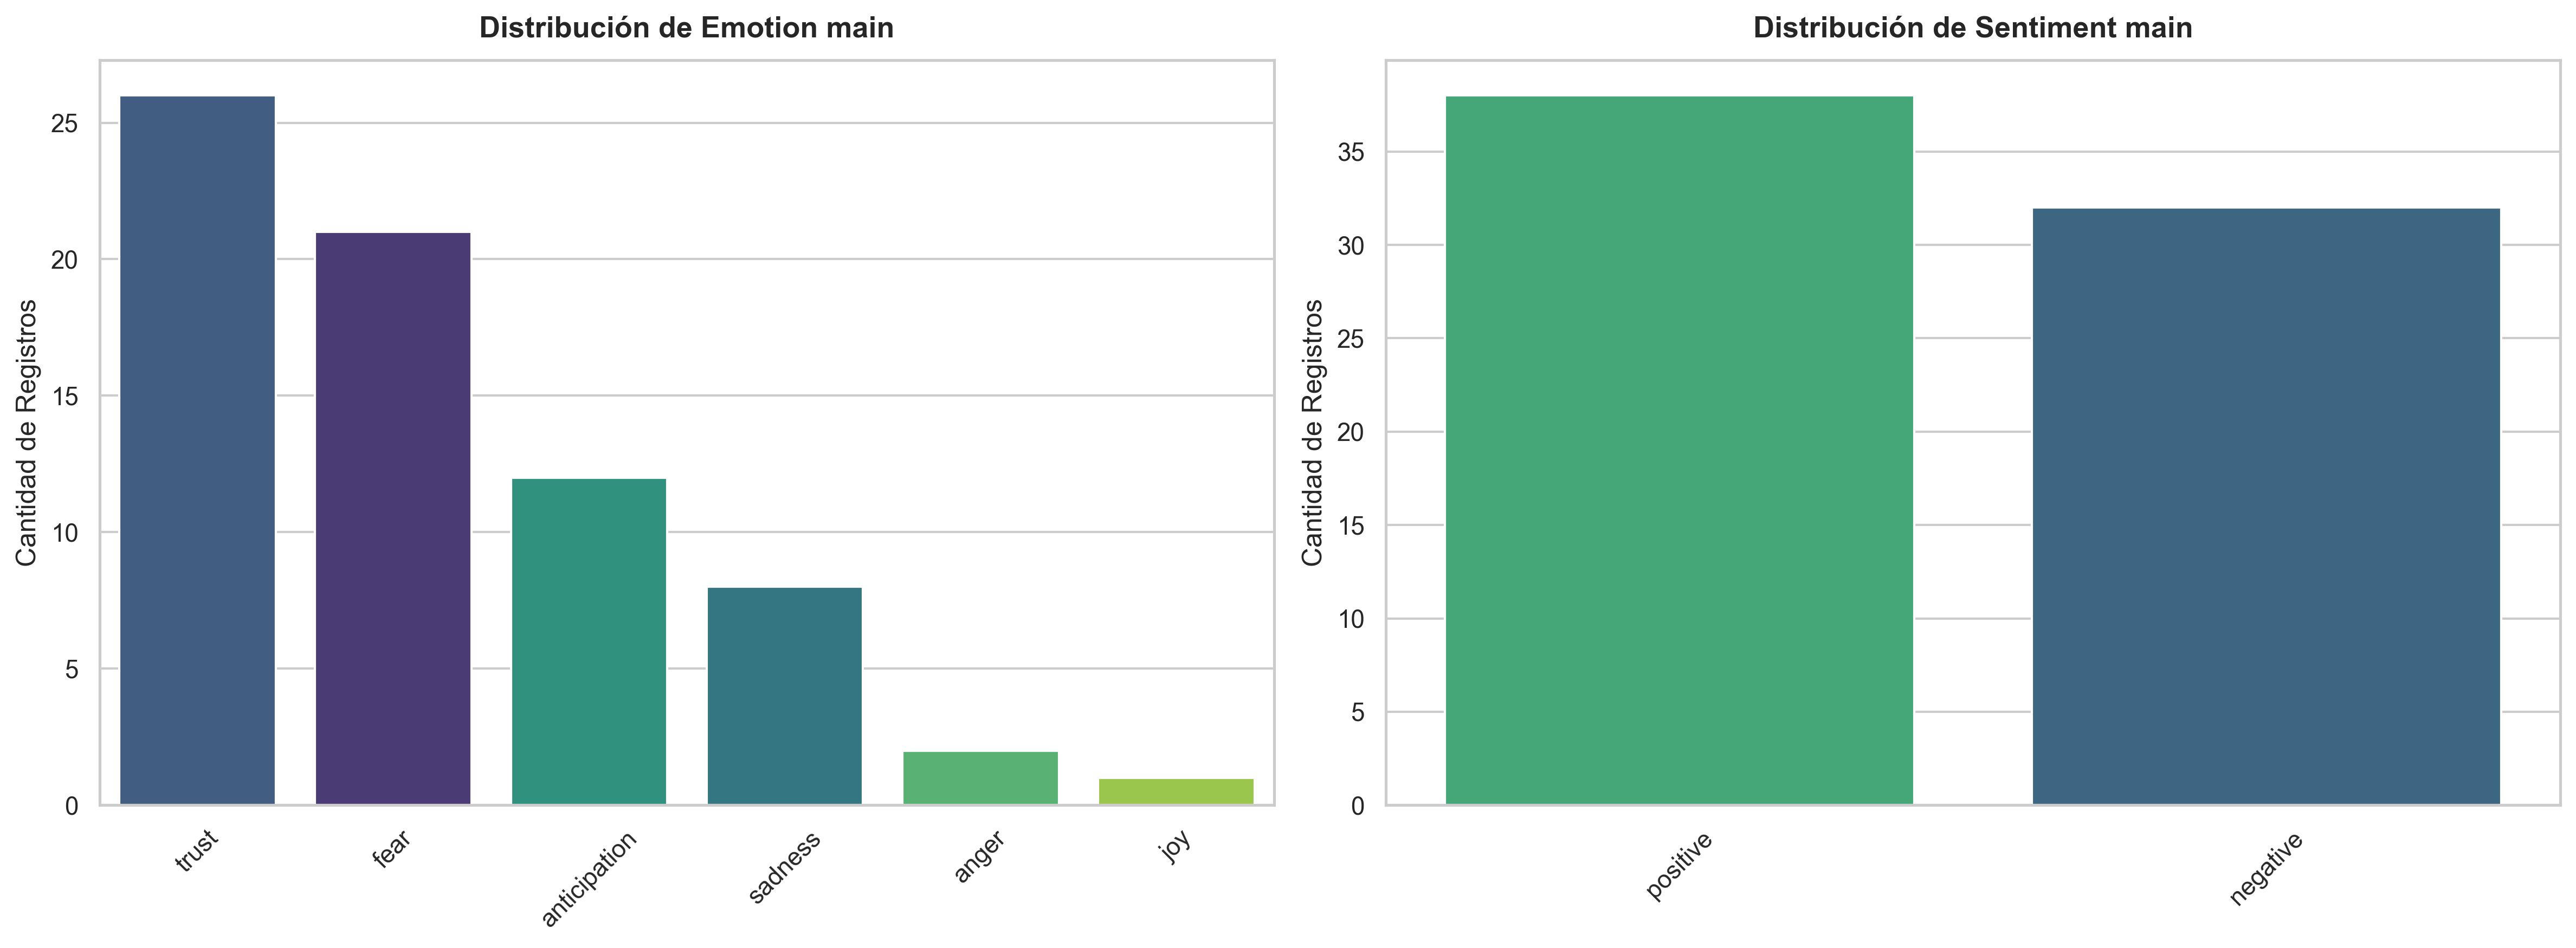 Distribución de Emotion main
Cantidad de Registros
25
20
15
10
5
0
trust
fear
anticipation
sadness
anger
joy
Distribución de Sentiment main
Cantidad de Registros
35
30
25
20
15
10
5
0
positive
negative